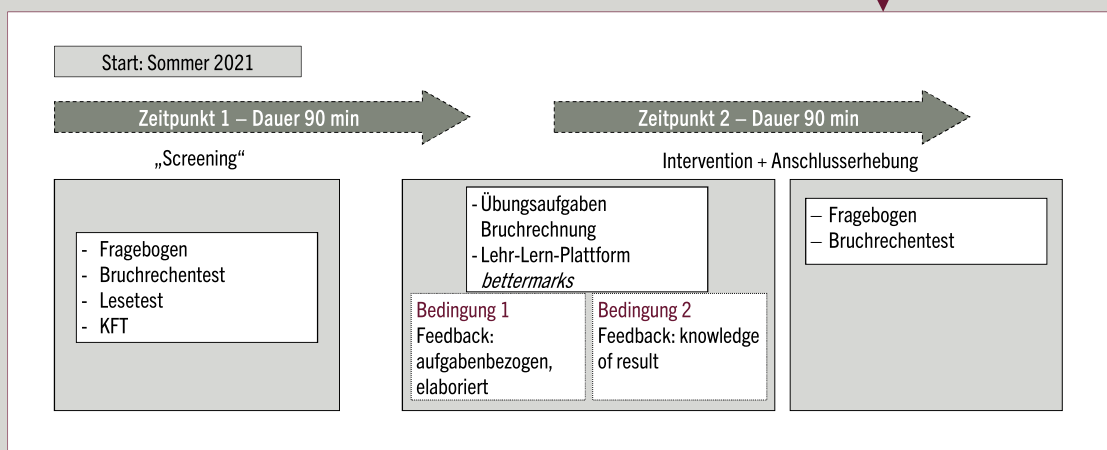 Start: Sommer 2021
Zeitpunkt 1 – Dauer 90 min
Zeitpunkt 2 – Dauer 90 min
„Screening“
Intervention + Anschlusserhebung
- Fragebogen
- Bruchrechentest
- Lesetest
- KFT
- Übungsaufgaben
Bruchrechnung
- Lehr-Lern-Plattform
bettermarks
Bedingung 1
Feedback:
aufgabenbezogen,
elaboriert
Bedingung 2
Feedback: knowledge
of result
– Fragebogen
– Bruchrechentest